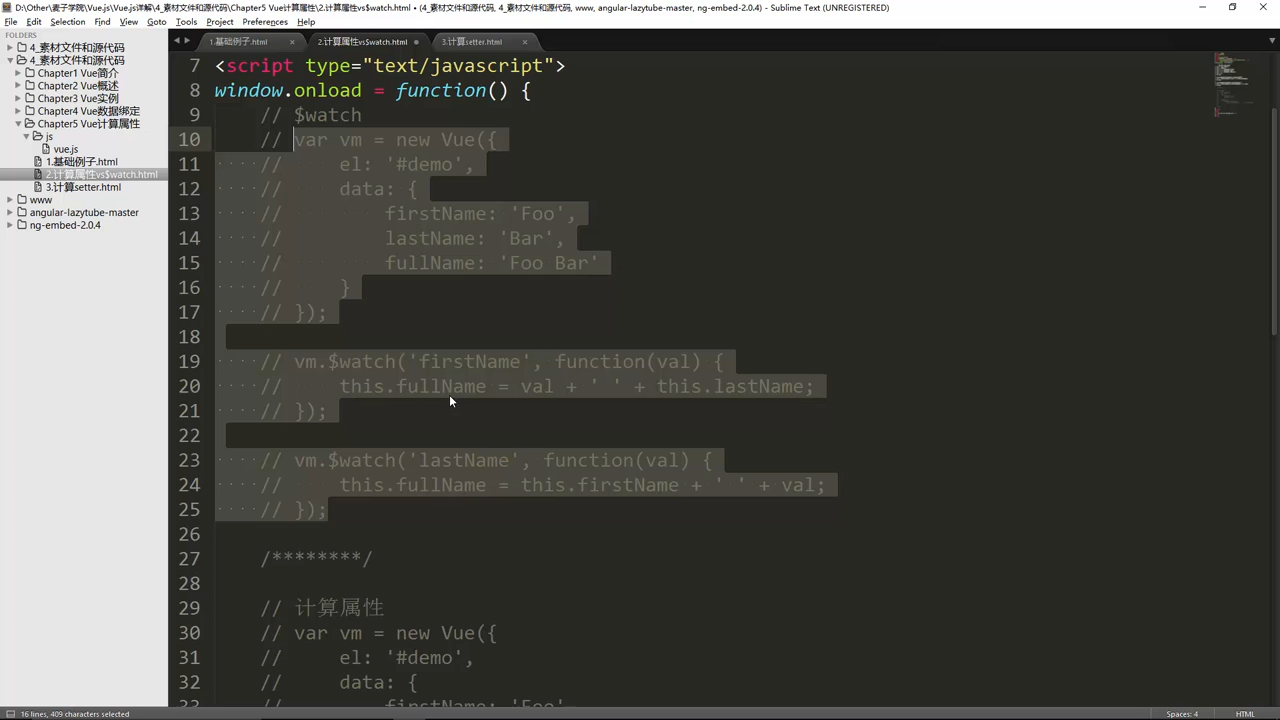 D:\Other\麦子学院\Vue.js\Vue.js详解\4_素材文件和源代码\Chapter5 Vue计算属性\2.计算属性vs$watch.html • (4_素材文件和源代码, 4_素材文件和源代码, www, angular-lazytube-master, ng-embed-2.0.4) - Sublime Text (UNREGISTERED)
File Edit Selection Find View Goto Tools Project Preferences Help
FOLDERS
4_素材文件和源代码
4_素材文件和源代码
Chapter1 Vue简介
Chapter2 Vue概述
Chapter3 Vue实例
Chapter4 Vue数据绑定
Chapter5 Vue计算属性
js
vue.js
1.基础例子.html
2.计算属性vs$watch.html
3.计算setter.html
www
angular-lazytube-master
ng-embed-2.0.4
1.基础例子.html 2.计算属性vs$watch.html 3.计算setter.html
7 <script type="text/javascript">
8 window.onload = function() {
9 // $watch
10 // var vm = new Vue({
11 //     el: '#demo',
12 //     data: {
13 //         firstName: 'Foo',
14 //         lastName: 'Bar',
15 //         fullName: 'Foo Bar'
16 //     }
17 // });
18
19 // vm.$watch('firstName', function(val) {
20 //     this.fullName = val + ' ' + this.lastName;
21 // });
22
23 // vm.$watch('lastName', function(val) {
24 //     this.fullName = this.firstName + ' ' + val;
25 // });
26
27 /********/
28
29 // 计算属性
30 // var vm = new Vue({
31 //     el: '#demo',
32 //     data: {
33 //         firstName: 'Foo',
16 lines, 409 characters selected
Spaces: 4 HTML